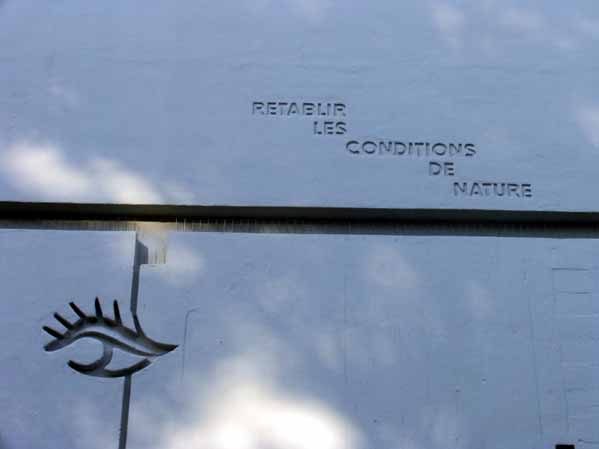 RETABLIR
LES
CONDITIONS
DE
NATURE